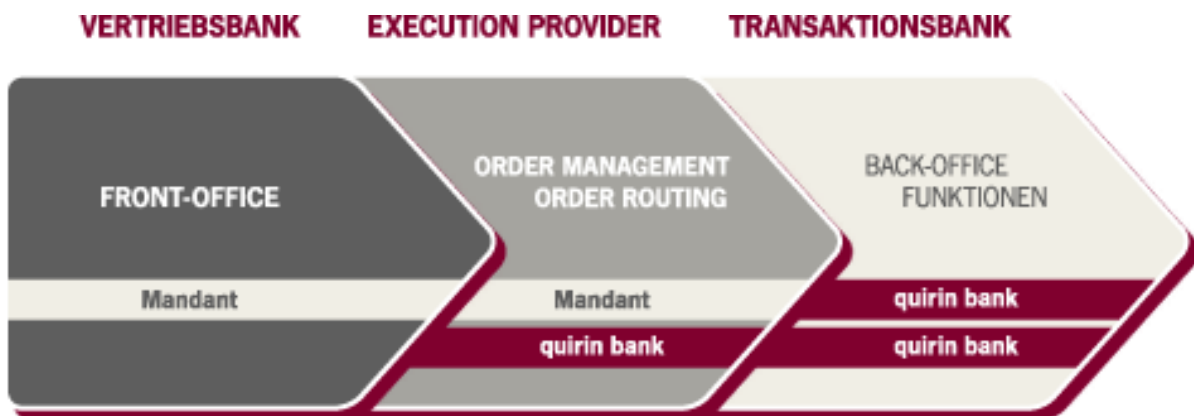 VERTRIEBSBANK EXECUTION PROVIDER TRANSAKTIONSBANK
FRONT-OFFICE
ORDER MANAGEMENT
ORDER ROUTING
BACK-OFFICE
FUNKTIONEN
Mandant Mandant quirin bank
quirin bank quirin bank